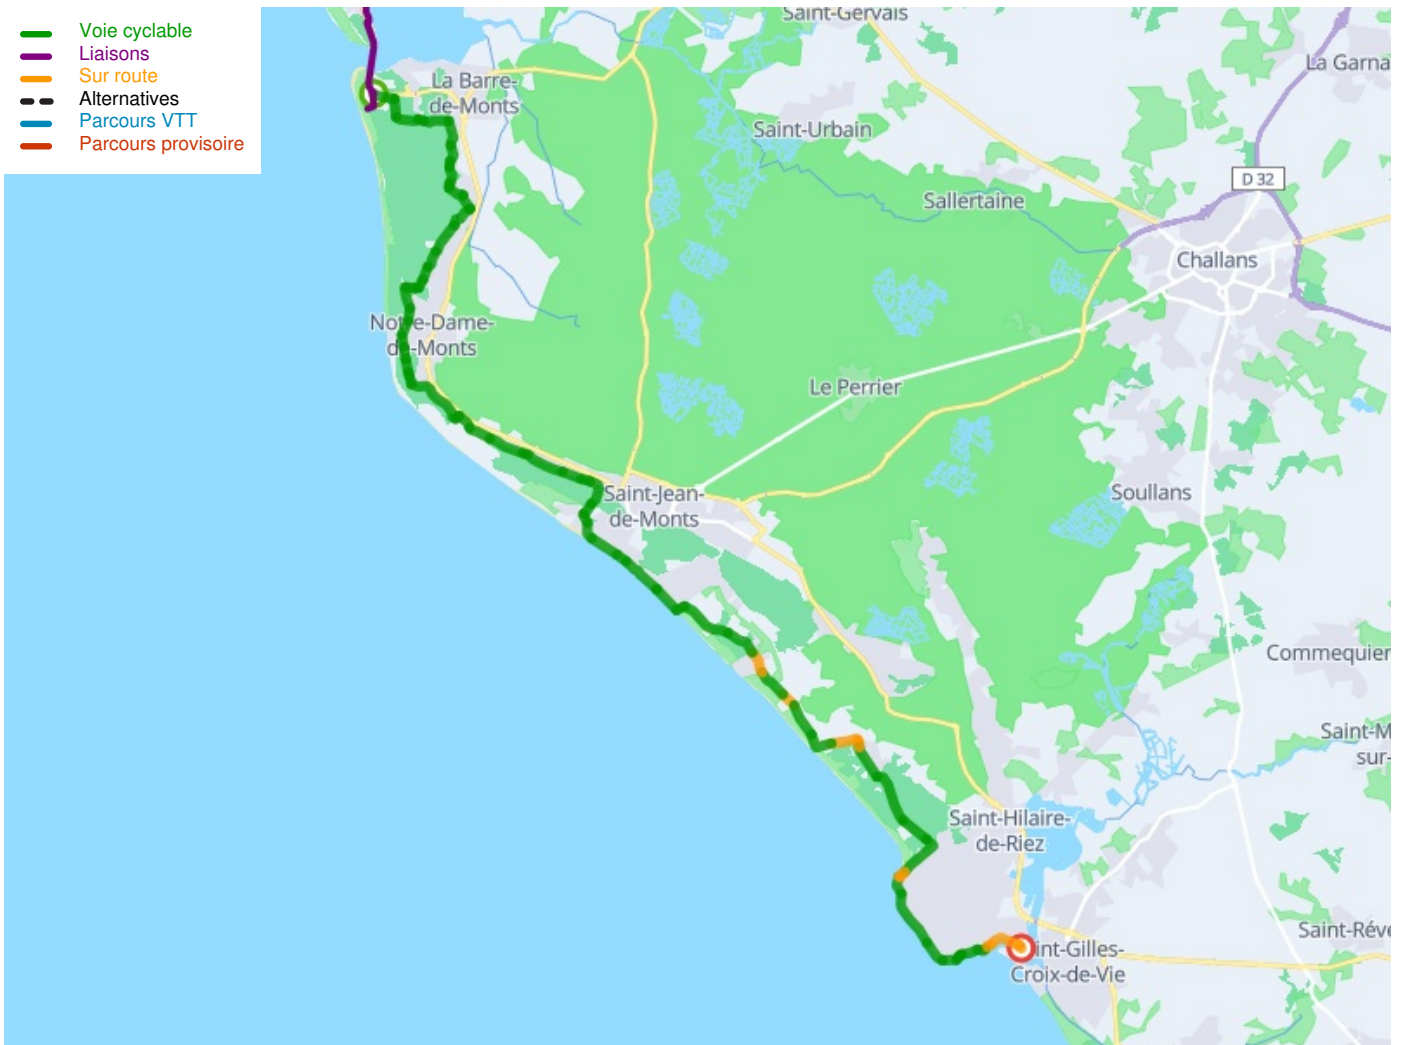 Voie cyclable
Liaisons
Sur route
Alternatives
Parcours VTT
Parcours provisoire
Saint-Gervais
La Garna
La Barre-
de-Monts
Saint-Urbain
D 32
Sallertaine
Challans
Notre-Dame-
de-Monts
Le Perrier
Saint-Jean-
de-Monts
Soullans
Commequier
Saint-M
sur-
Saint-Hilaire-
de-Riez
Saint-Réve
int-Gilles-
Croix-de-Vie